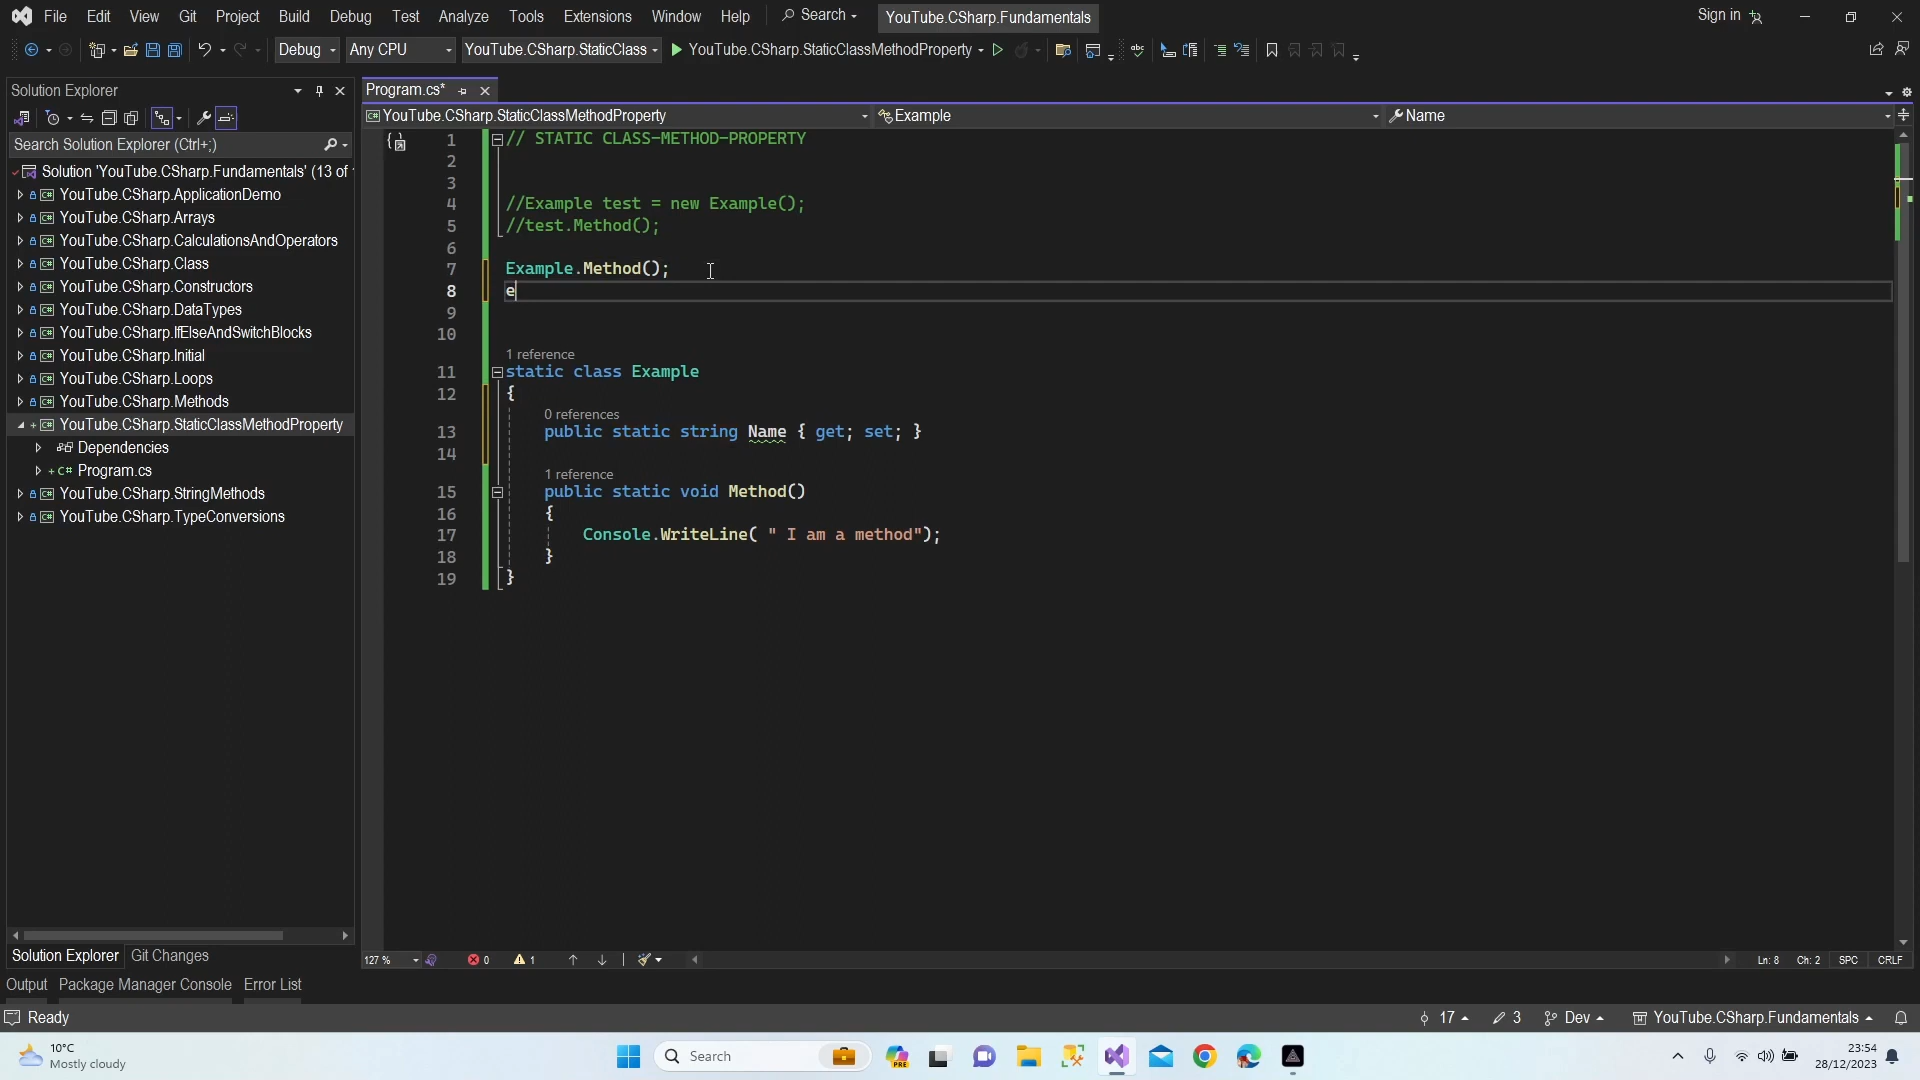 File Edit View Git Project Build Debug Test Analyze Tools Extensions Window Help Search YouTube.CSharp.Fundamentals Sign in
Debug Any CPU YouTube.CSharp.StaticClass YouTube.CSharp.StaticClassMethodProperty
Solution Explorer
Search Solution Explorer (Ctrl+;)
Solution 'YouTube.CSharp.Fundamentals' (13 of
YouTube.CSharp.ApplicationDemo
YouTube.CSharp.Arrays
YouTube.CSharp.CalculationsAndOperators
YouTube.CSharp.Class
YouTube.CSharp.Constructors
YouTube.CSharp.DataTypes
YouTube.CSharp.IfElseAndSwitchBlocks
YouTube.CSharp.Initial
YouTube.CSharp.Loops
YouTube.CSharp.Methods
YouTube.CSharp.StaticClassMethodProperty
Dependencies
C# Program.cs
YouTube.CSharp.StringMethods
YouTube.CSharp.TypeConversions
Solution Explorer Git Changes
Program.cs*
YouTube.CSharp.StaticClassMethodProperty Example Name
1 // STATIC CLASS-METHOD-PROPERTY
2
3
4 //Example test = new Example();
5 //test.Method();
6
7 Example.Method();
8 e
9
10
1 reference
11 static class Example
12 {
0 references
13 public static string Name { get; set; }
14
1 reference
15 public static void Method()
16 {
17 Console.WriteLine( " I am a method");
18 }
19 }
127 % 0 1 Ln: 8 Ch: 2 SPC CRLF
Output Package Manager Console Error List
Ready 17 3 Dev YouTube.CSharp.Fundamentals
10°C
Mostly cloudy
Search
PRE
23:54
28/12/2023